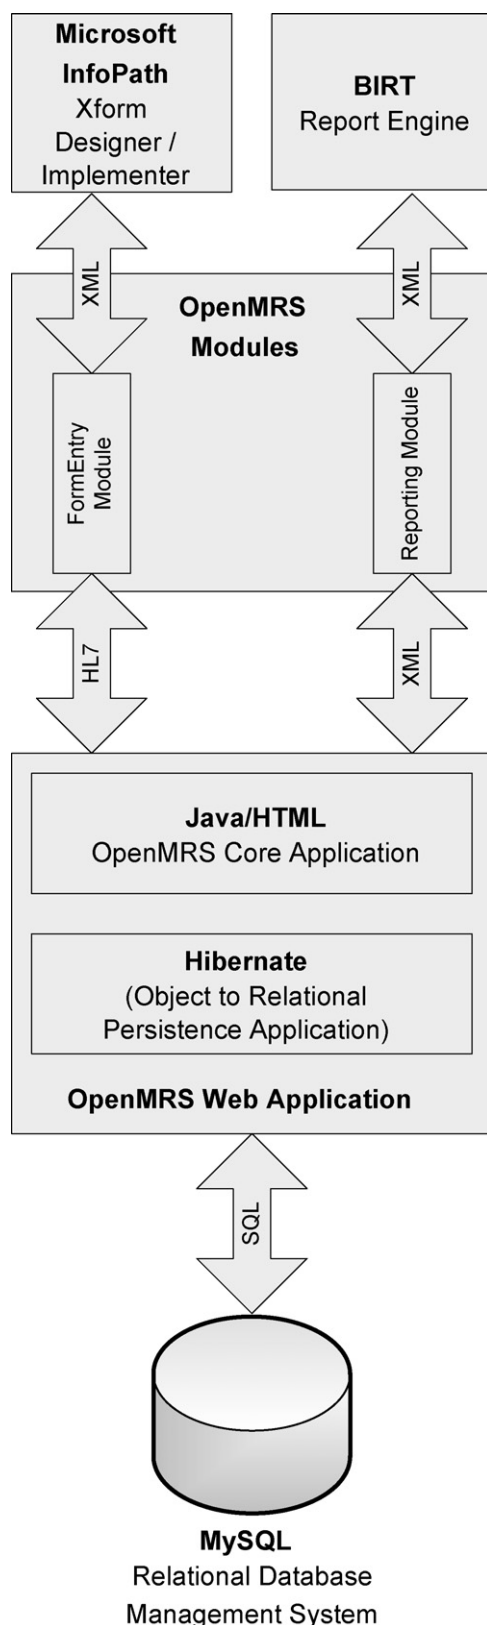 Microsoft
InfoPath
Xform
Designer /
Implementer
BIRT
Report Engine
XML
XML
OpenMRS
Modules
FormEntry
Module
Reporting Module
HL7
XML
Java/HTML
OpenMRS Core Application
Hibernate
(Object to Relational
Persistence Application)
OpenMRS Web Application
SQL
MySQL
Relational Database
Management System